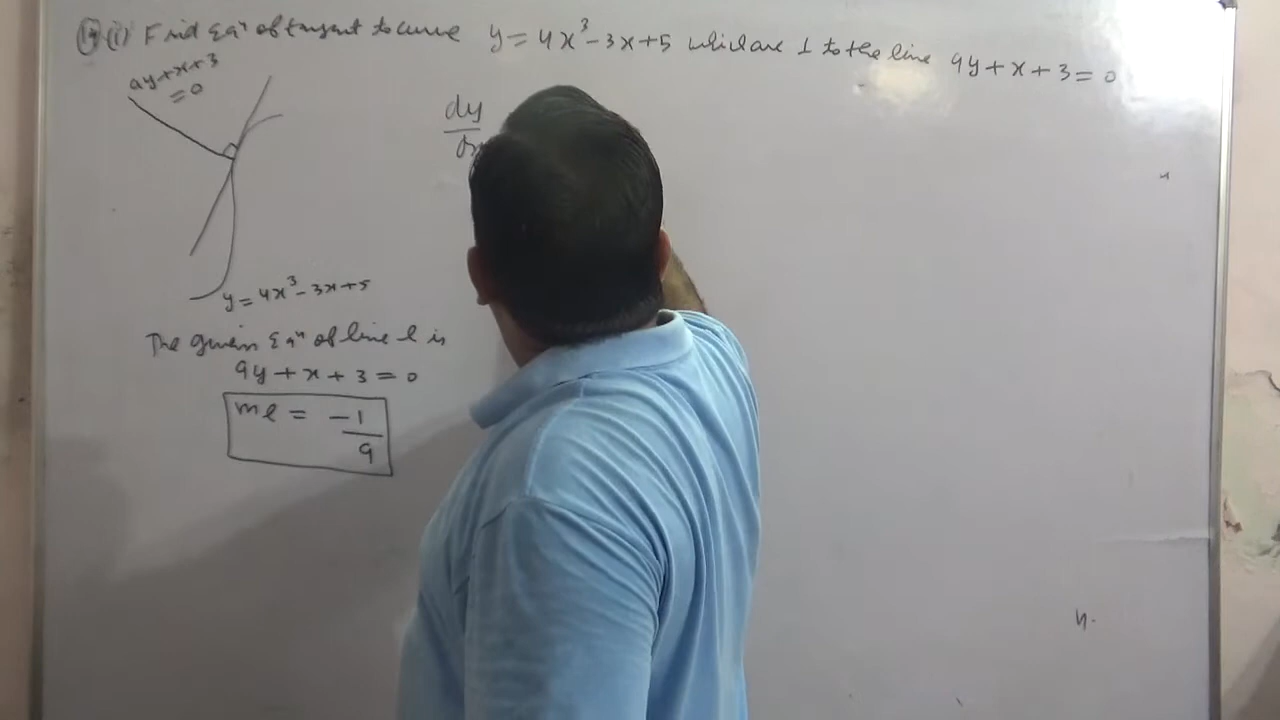 (i) Find Eqⁿ of tangent to curve y = 4x³ - 3x + 5 which are ⊥ to the line 9y + x + 3 = 0
9y + x + 3
= 0
dy
y = 4x³ - 3x + 5
The given Eqⁿ of line l is
9y + x + 3 = 0
ml = -1/9